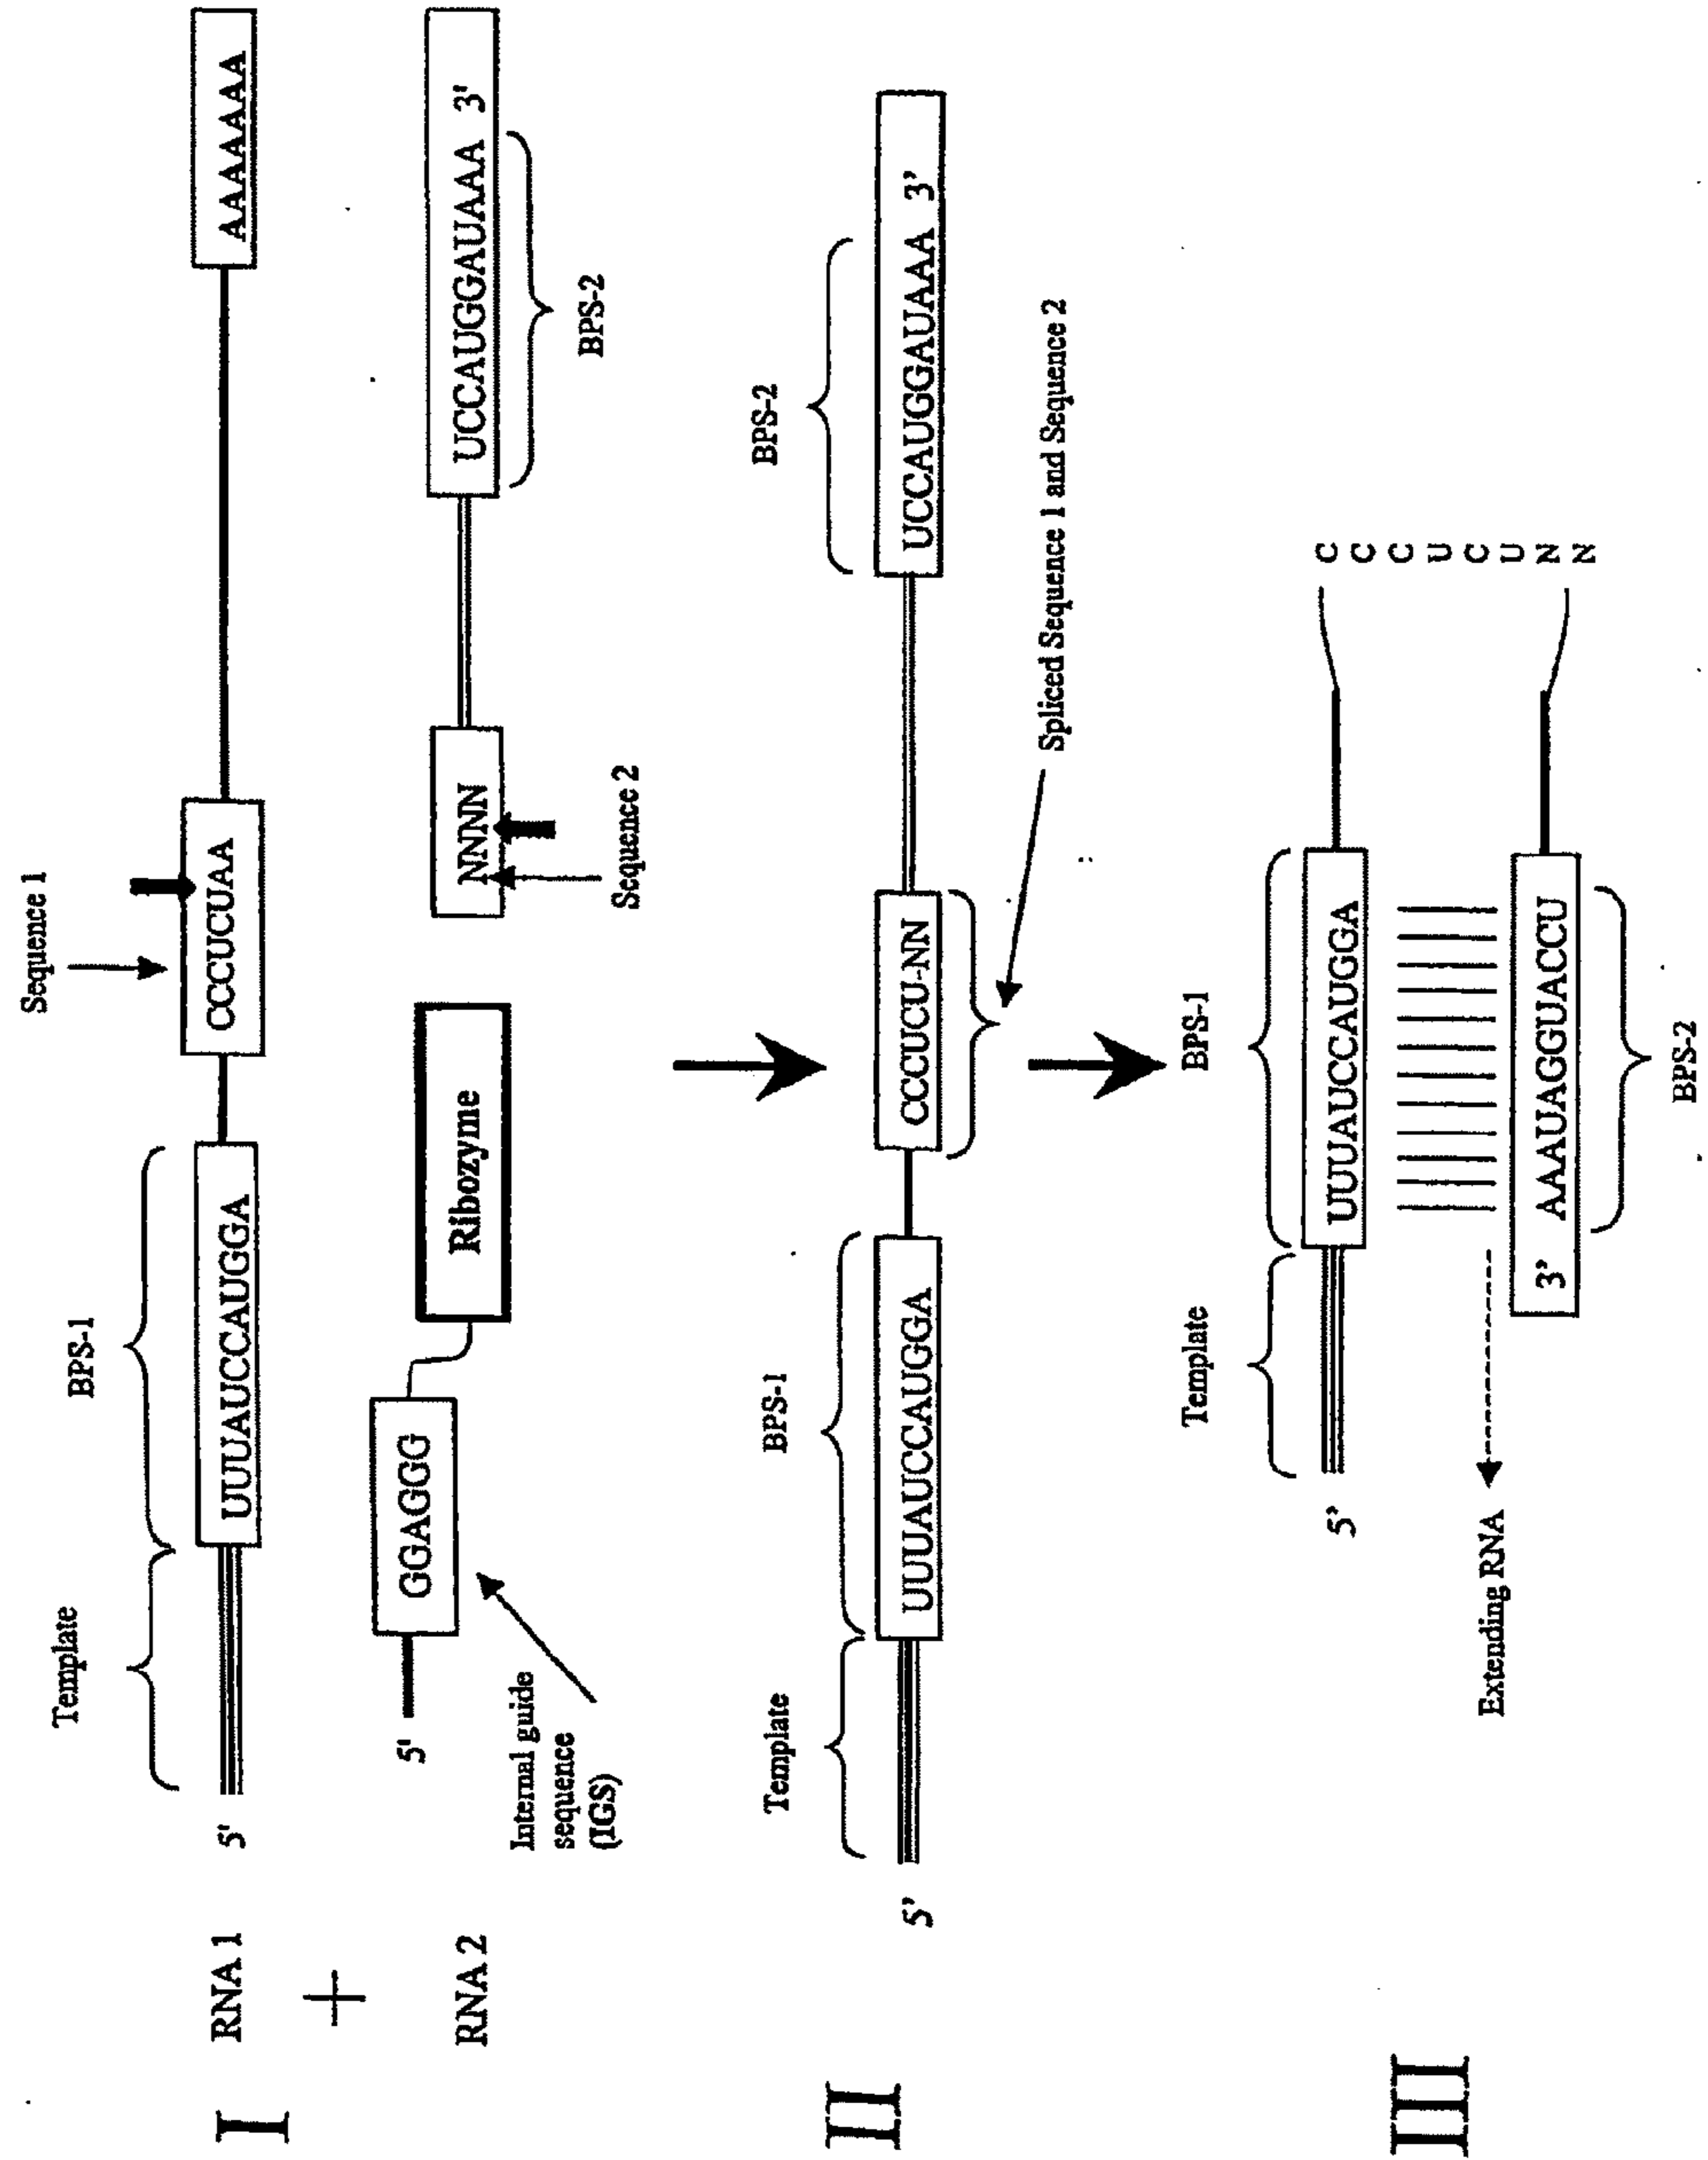 Sequence 1
Template
BPS-1
I
RNA 1
5'
UUUAUCCAUGGA
CCCUCUAA
AAAAAAA
+
RNA 2
5'
GGAGGG
Ribozyme
NNNN
UCCAUGGAUAAA 3'
Internal guide
sequence
(IGS)
Sequence 2
BPS-2
Template
BPS-1
BPS-2
II
5'
UUUAUCCAUGGA
CCCUCU-NN
UCCAUGGAUAAA 3'
Spliced Sequence 1 and Sequence 2
Template
BPS-1
III
5'
UUUAUCCAUGGA
C
C
C
U
C
U
N
N
Extending RNA
3' AAAUAGGUACCU
BPS-2